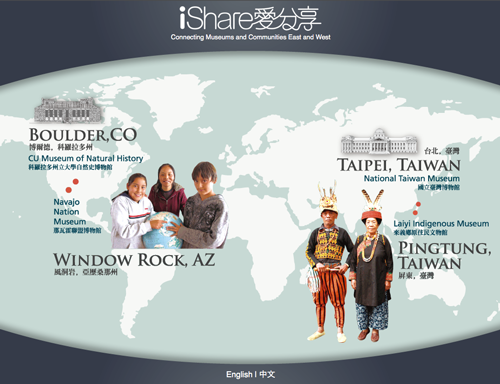 iShare愛分享
Connecting Museums and Communities East and West
BOULDER,CO
博爾德，科羅拉多州
CU Museum of Natural History
科羅拉多州立大學自然史博物館
Navajo
Nation
Museum
那瓦霍聯盟博物館
WINDOW ROCK, AZ
風洞岩，亞歷桑那州
台北，臺灣
TAIPEI, TAIWAN
National Taiwan Museum
國立臺灣博物館
Laiyi Indigenous Museum
來義鄉原住民文物館
PINGTUNG,
TAIWAN
屏東，臺灣
English | 中文